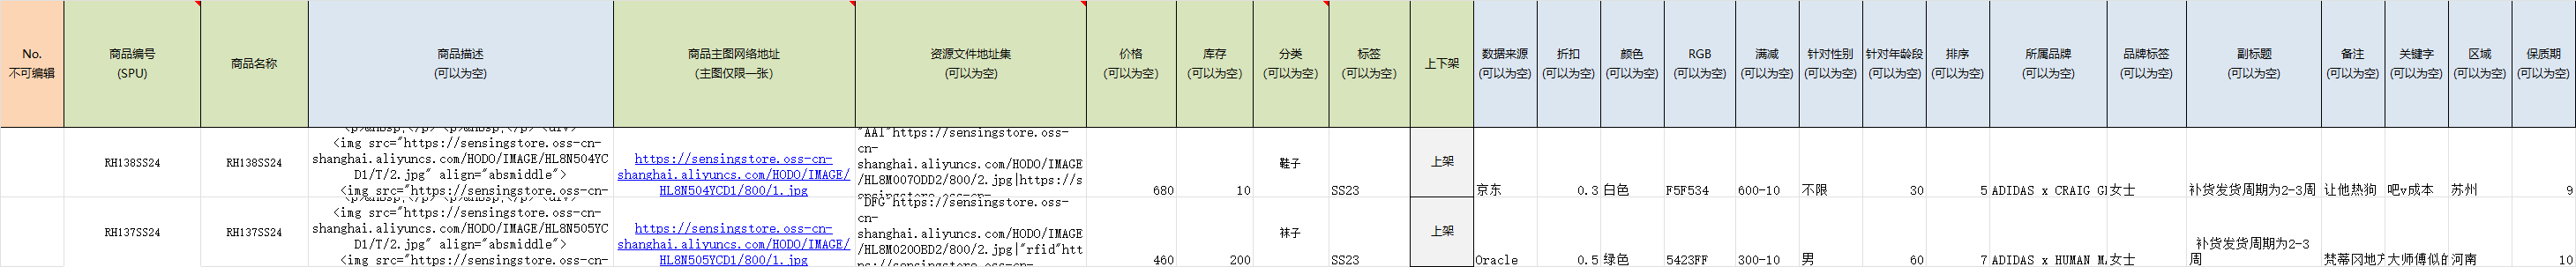 No.
不可编辑
商品编号
(SPU)
商品名称
商品描述
(可以为空)
商品主图网络地址
(主图仅限一张)
资源文件地址集
(可以为空)
价格
(可以为空)
库存
(可以为空)
分类
(可以为空)
标签
(可以为空)
上下架
数据来源
(可以为空)
折扣
(可以为空)
颜色
(可以为空)
RGB
(可以为空)
满减
(可以为空)
针对性别
(可以为空)
针对年龄段
(可以为空)
排序
(可以为空)
所属品牌
(可以为空)
品牌标签
(可以为空)
副标题
(可以为空)
备注
(可以为空)
关键字
(可以为空)
区域
(可以为空)
保质期
(可以为空)
RH138SS24
RH138SS24
<img src="https://sensingstore.oss-cn-
shanghai.aliyuncs.com/HODO/IMAGE/HL8N504YC
D1/T/2.jpg" align="absmiddle">
<img src="https://sensingstore.oss-cn-
https://sensingstore.oss-cn-
shanghai.aliyuncs.com/HODO/IMAGE/
HL8N504YCD1/800/1.jpg
"AAI"https://sensingstore.oss-
cn-
shanghai.aliyuncs.com/HODO/IMAGE
/HL8M007ODD2/800/2.jpg|https://s
680
10
鞋子
SS23
上架
京东
0.3
白色
F5F534
600-10
不限
30
5
ADIDAS x CRAIG
女士
补货发货周期为2-3周
让他热狗
吧v成本
苏州
9
RH137SS24
RH137SS24
<img src="https://sensingstore.oss-cn-
shanghai.aliyuncs.com/HODO/IMAGE/HL8N505YC
D1/T/2.jpg" align="absmiddle">
<img src="https://sensingstore.oss-cn-
https://sensingstore.oss-cn-
shanghai.aliyuncs.com/HODO/IMAGE/
HL8N505YCD1/800/1.jpg
"DFG"https://sensingstore.oss-
cn-
shanghai.aliyuncs.com/HODO/IMAGE
/HL8M020OBD2/800/2.jpg|"rfid"htt
460
200
袜子
SS23
上架
Oracle
0.5
绿色
5423FF
300-10
男
60
7
ADIDAS x HUMAN
女士
补货发货周期为2-3
周
梵蒂冈地
大师傅似
河南
10